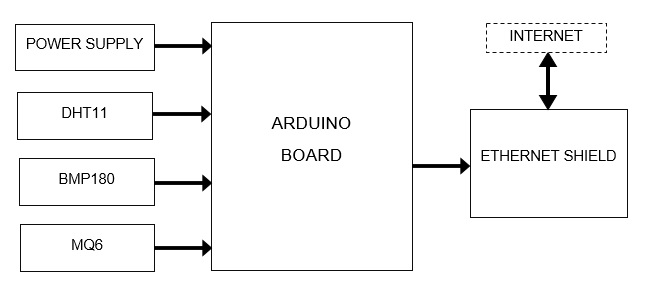 POWER SUPPLY
DHT11
BMP180
MQ6
ARDUINO
BOARD
INTERNET
ETHERNET SHIELD